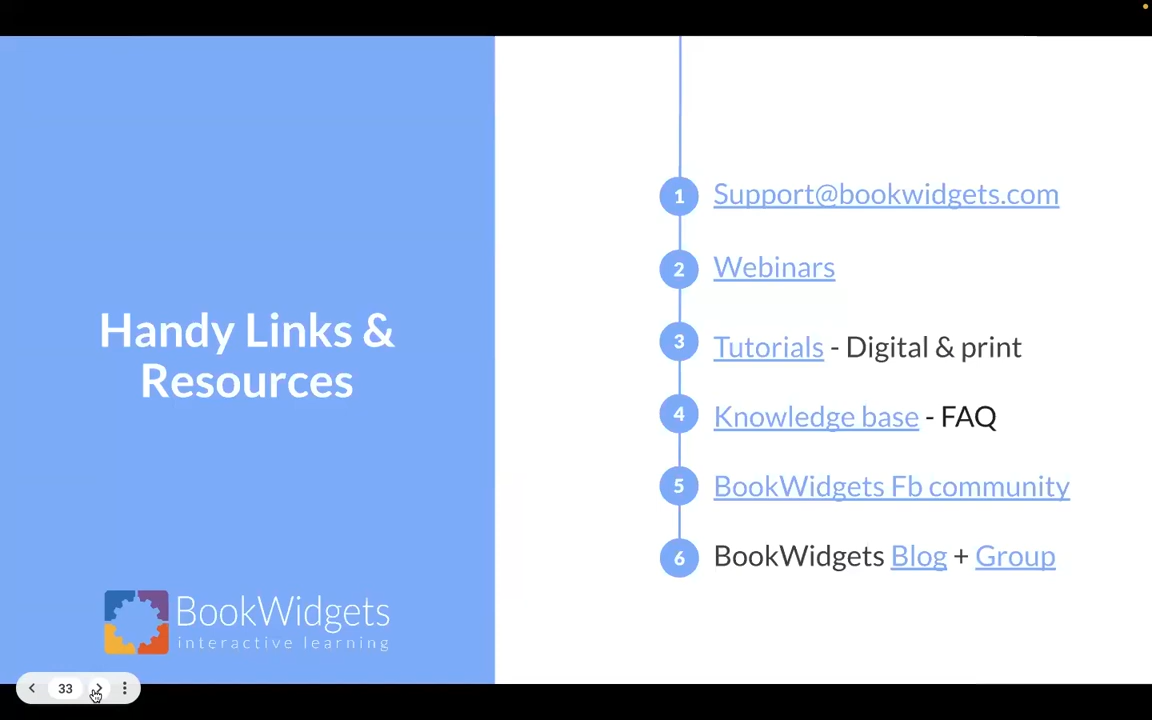 Handy Links &
Resources
BookWidgets
interactive learning
1 Support@bookwidgets.com
2 Webinars
3 Tutorials - Digital & print
4 Knowledge base - FAQ
5 BookWidgets Fb community
6 BookWidgets Blog + Group
33